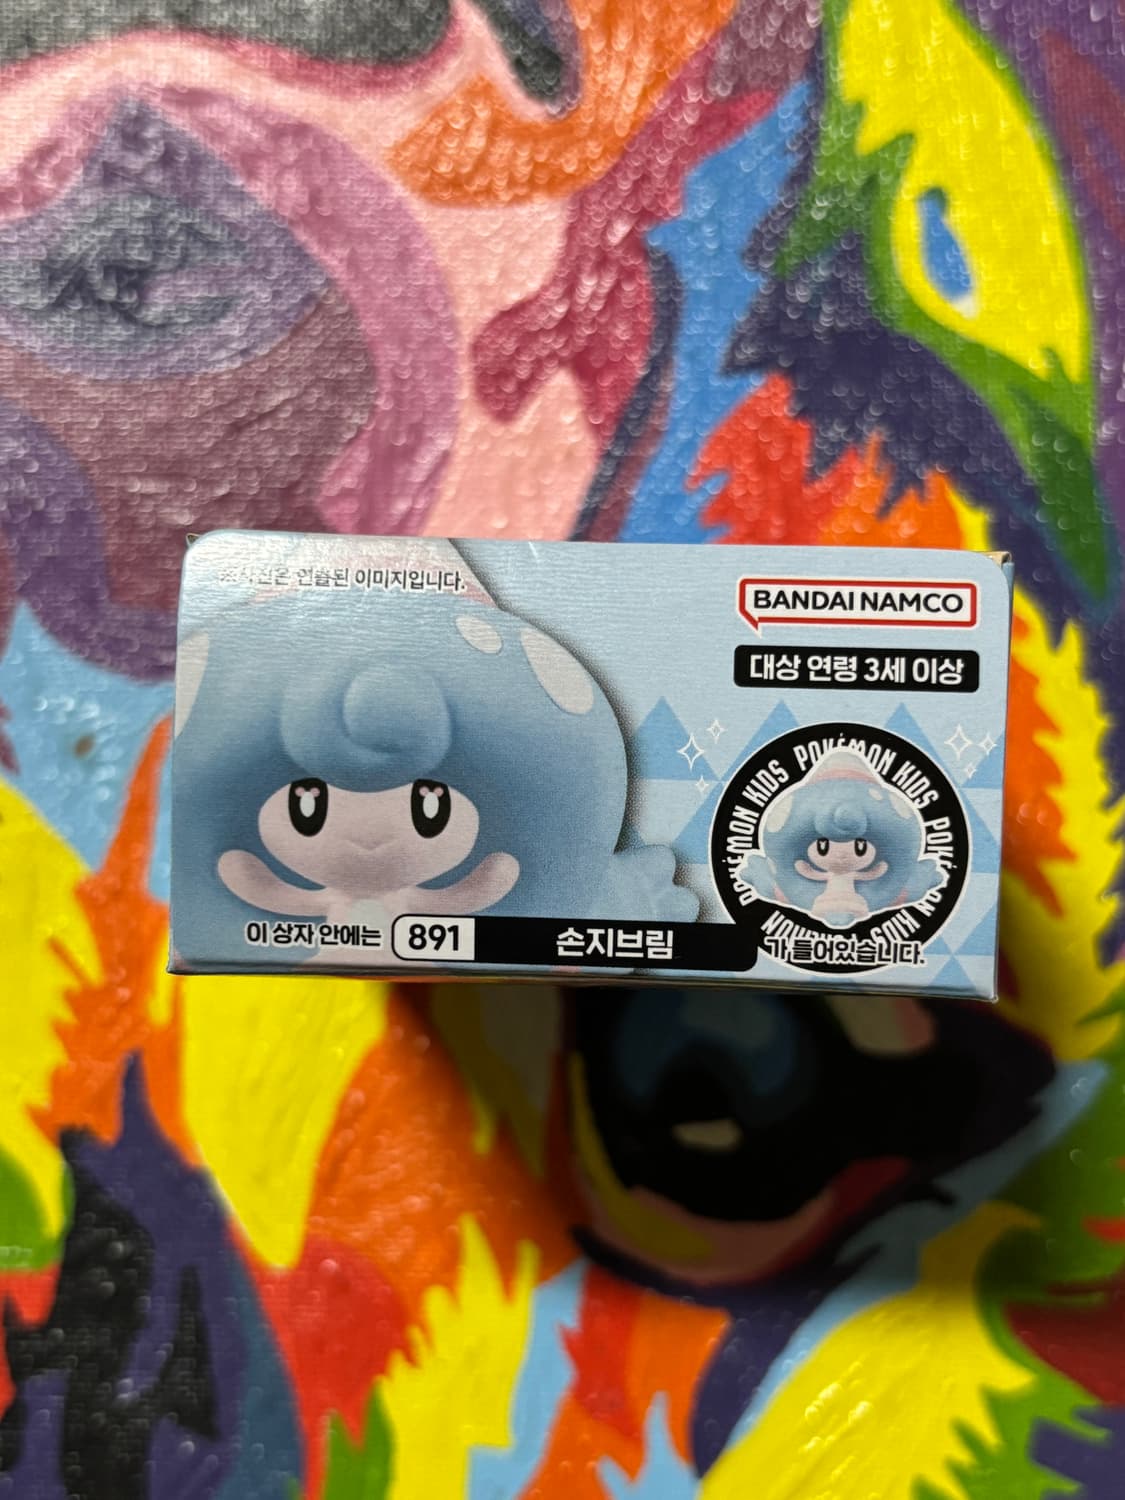 ※사진은 연출된 이미지입니다.
BANDAI NAMCO
대상 연령 3세 이상
POKÉMON KIDS POKÉMON KIDS POKÉMON KIDS POKÉMON KIDS
이 상자 안에는 891 손지브림 가 들어있습니다.